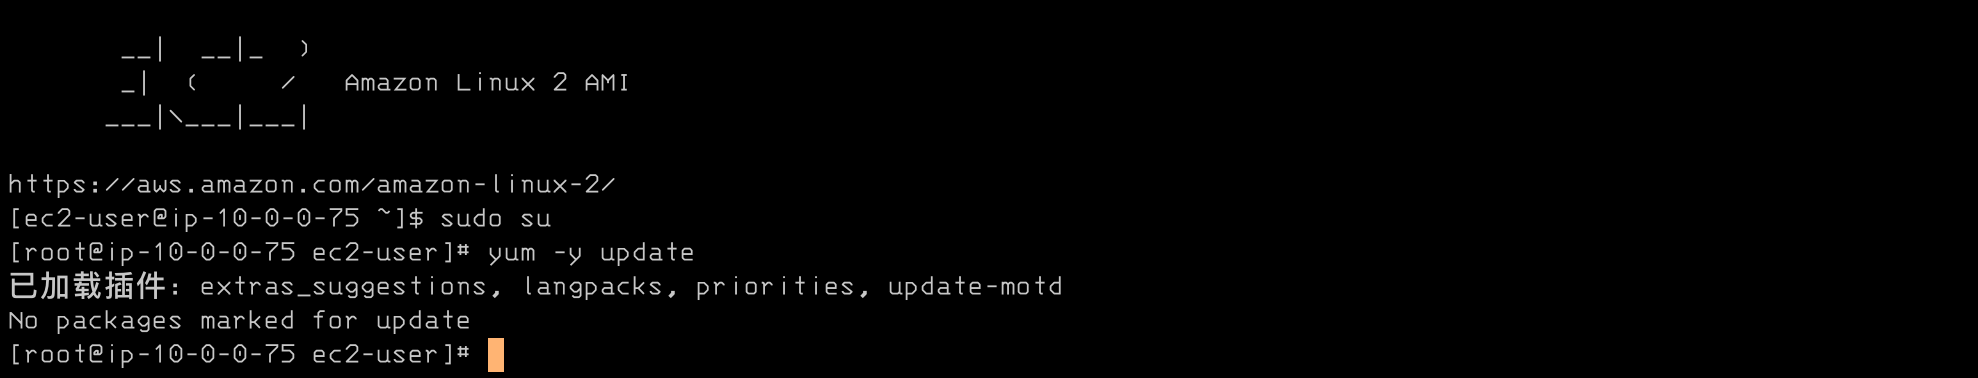 __|  __|_  )
       _|  (     /   Amazon Linux 2 AMI
      ___|\___|___|
https://aws.amazon.com/amazon-linux-2/
[ec2-user@ip-10-0-0-75 ~]$ sudo su
[root@ip-10-0-0-75 ec2-user]# yum -y update
已加载插件：extras_suggestions, langpacks, priorities, update-motd
No packages marked for update
[root@ip-10-0-0-75 ec2-user]#